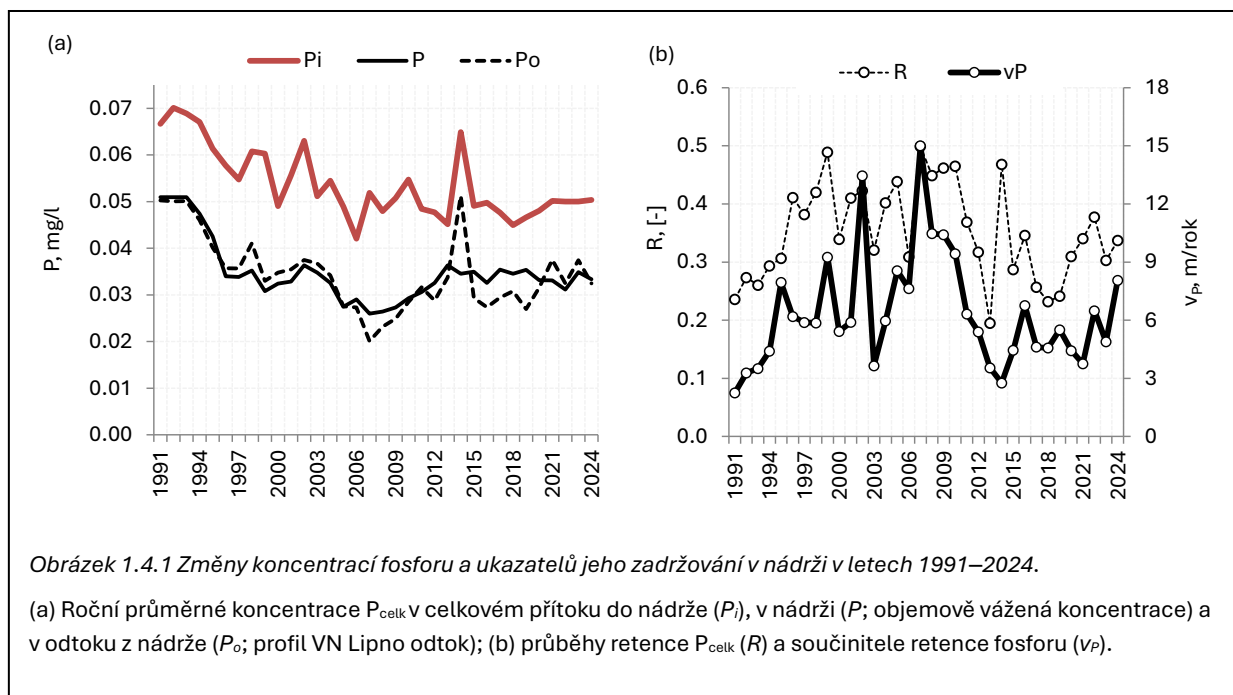 (a)
Pi P Po
P, mg/l
0.07
0.06
0.05
0.04
0.03
0.02
0.01
0.00
1991 1994 1997 2000 2003 2006 2009 2012 2015 2018 2021 2024
(b)
R vP
R, [-]
0.6
0.5
0.4
0.3
0.2
0.1
0.0
18
15
12
9
6
3
0
vP, m/rok
1991 1994 1997 2000 2003 2006 2009 2012 2015 2018 2021 2024
Obrázek 1.4.1 Změny koncentrací fosforu a ukazatelů jeho zadržování v nádrži v letech 1991–2024.
(a) Roční průměrné koncentrace Pcelk v celkovém přítoku do nádrže (Pi), v nádrži (P; objemově vážená koncentrace) a
v odtoku z nádrže (Po; profil VN Lipno odtok); (b) průběhy retence Pcelk (R) a součinitele retence fosforu (vP).